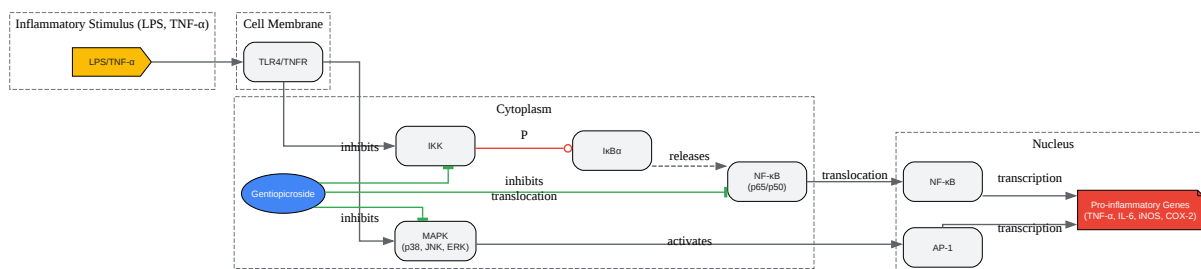 Inflammatory Stimulus (LPS, TNF-α)
Cell Membrane
LPS/TNF-α
TLR4/TNFR
Cytoplasm
IKK
P
IκBα
inhibits
releases
Nucleus
Gentiopicroside
inhibits
translocation
NF-κB
(p65/p50)
translocation
NF-κB
transcription
Pro-inflammatory Genes
(TNF-α, IL-6, iNOS, COX-2)
inhibits
MAPK
(p38, JNK, ERK)
activates
AP-1
transcription